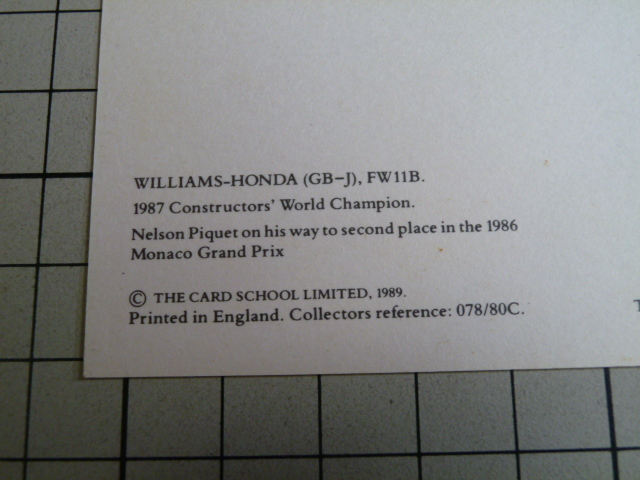 WILLIAMS-HONDA (GB-J), FW11B.
1987 Constructors' World Champion.
Nelson Piquet on his way to second place in the 1986
Monaco Grand Prix
© THE CARD SCHOOL LIMITED, 1989.
Printed in England. Collectors reference: 078/80C.